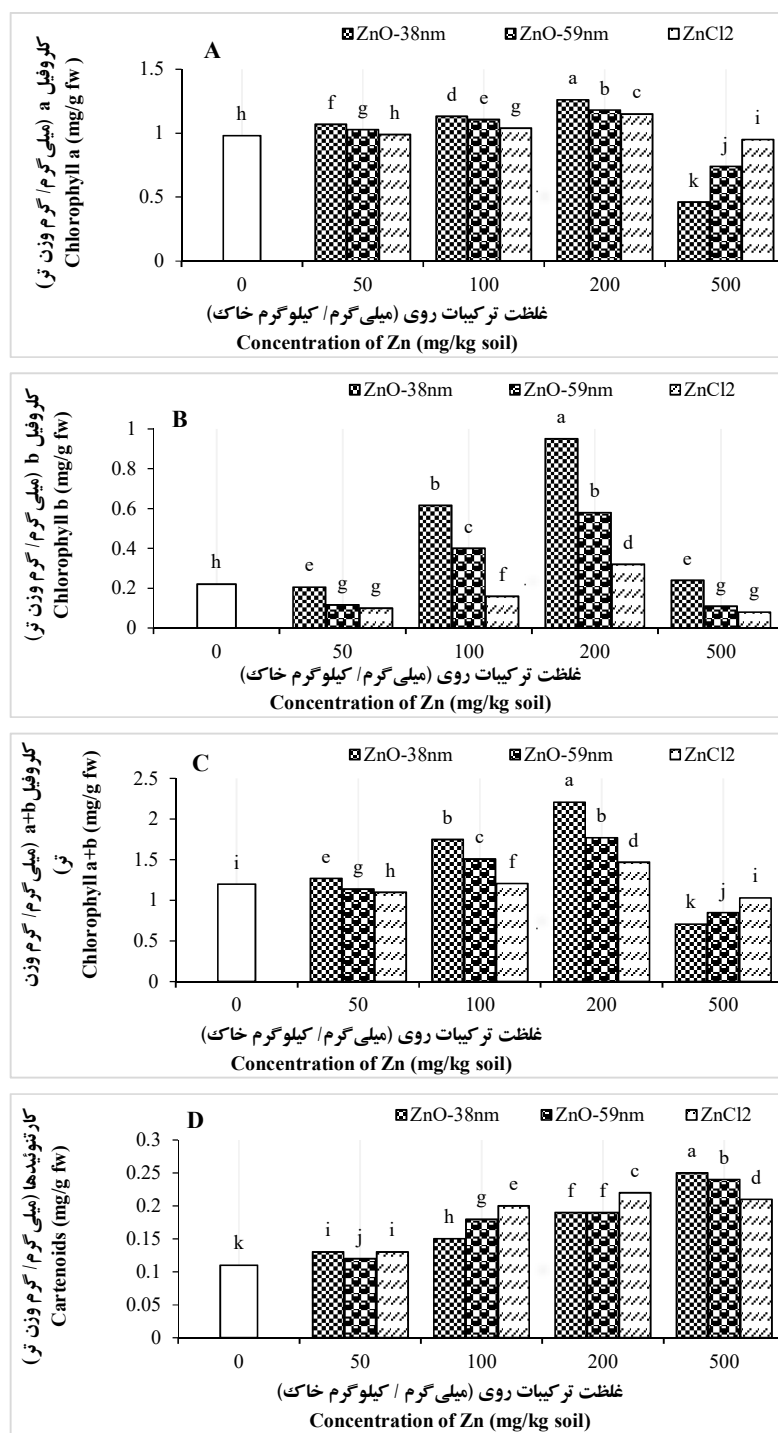 ZnO-38nm ZnO-59nm ZnCl2
A
کلروفیل a (میلی گرم/ گرم وزن تر)
Chlorophyll a (mg/g fw)
1.5
1
0.5
0
h f g h d e g a b c k j i
0 50 100 200 500
غلظت ترکیبات روی (میلی‌گرم/ کیلوگرم خاک)
Concentration of Zn (mg/kg soil)
ZnO-38nm ZnO-59nm ZnCl2
B
کلروفیل b (میلی گرم/ گرم وزن تر)
Chlorophyll b (mg/g fw)
1
0.8
0.6
0.4
0.2
0
h e g g b c f a b d e g g
0 50 100 200 500
غلظت ترکیبات روی (میلی‌گرم/ کیلوگرم خاک)
Concentration of Zn (mg/kg soil)
ZnO-38nm ZnO-59nm ZnCl2
C
کلروفیل a+b (میلی گرم/ گرم وزن
تر)
Chlorophyll a+b (mg/g fw)
2.5
2
1.5
1
0.5
0
i e g h b c f a b d k j i
0 50 100 200 500
غلظت ترکیبات روی (میلی‌گرم/ کیلوگرم خاک)
Concentration of Zn (mg/kg soil)
ZnO-38nm ZnO-59nm ZnCl2
D
کارتنوئیدها (میلی گرم/ گرم وزن تر)
Cartenoids (mg/g fw)
0.3
0.25
0.2
0.15
0.1
0.05
0
k i j i h g e f f c a b d
0 50 100 200 500
غلظت ترکیبات روی (میلی‌گرم / کیلوگرم خاک)
Concentration of Zn (mg/kg soil)